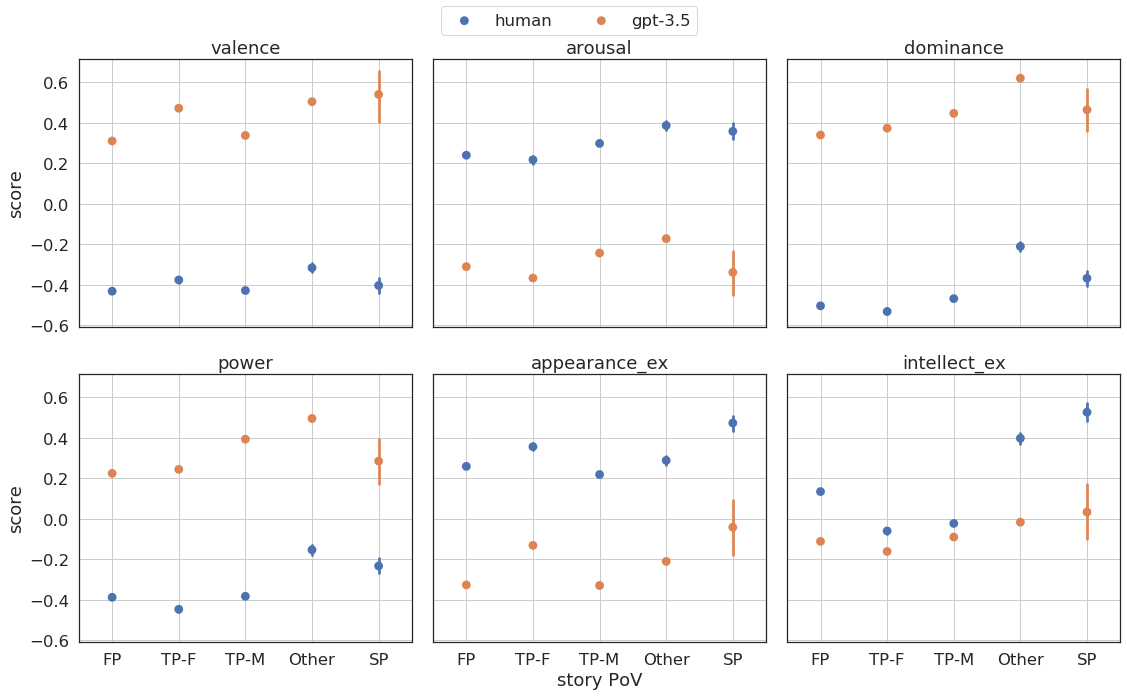 human gpt-3.5
valence arousal dominance
0.6
0.4
0.2
0.0
−0.2
−0.4
−0.6
score
power appearance_ex intellect_ex
0.6
0.4
0.2
0.0
−0.2
−0.4
−0.6
score
FP TP-F TP-M Other SP FP TP-F TP-M Other SP FP TP-F TP-M Other SP
story PoV